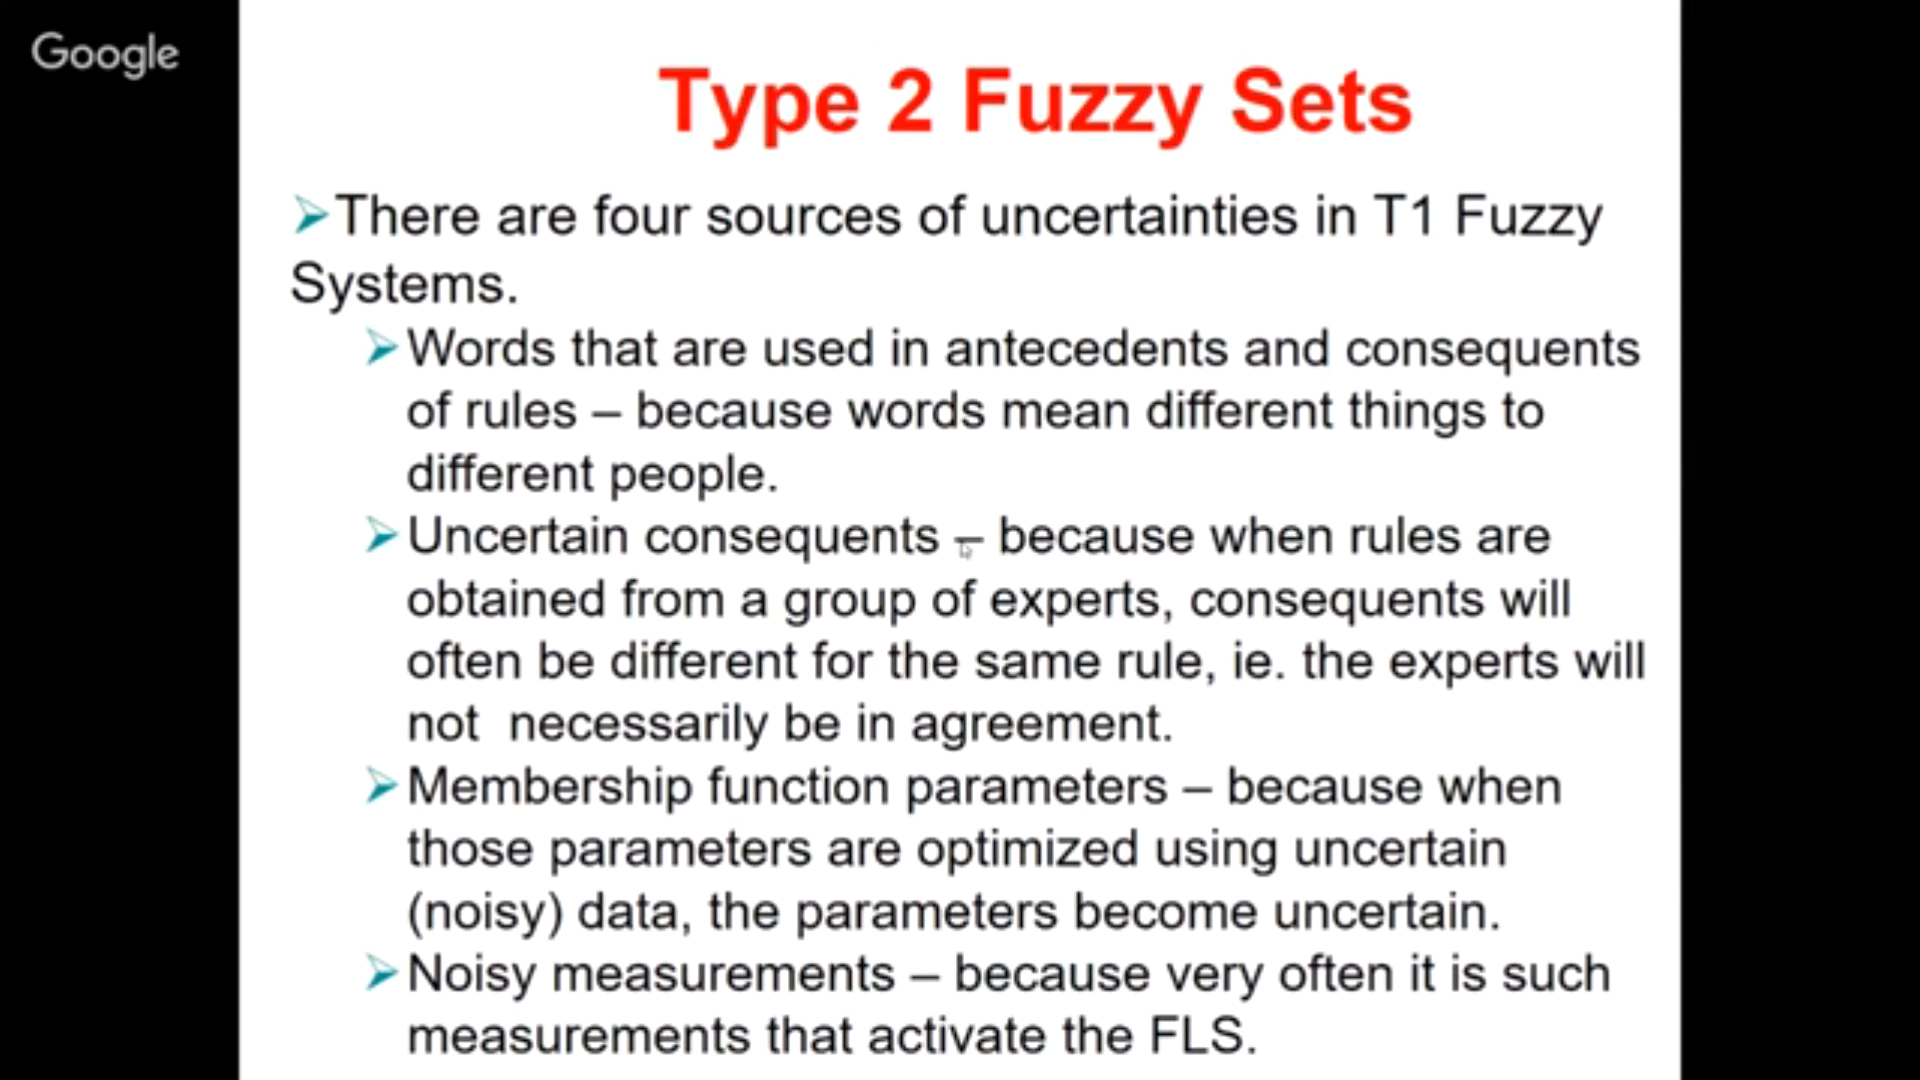 Google
Type 2 Fuzzy Sets
There are four sources of uncertainties in T1 Fuzzy
Systems.
Words that are used in antecedents and consequents
of rules – because words mean different things to
different people.
Uncertain consequents – because when rules are
obtained from a group of experts, consequents will
often be different for the same rule, ie. the experts will
not  necessarily be in agreement.
Membership function parameters – because when
those parameters are optimized using uncertain
(noisy) data, the parameters become uncertain.
Noisy measurements – because very often it is such
measurements that activate the FLS.